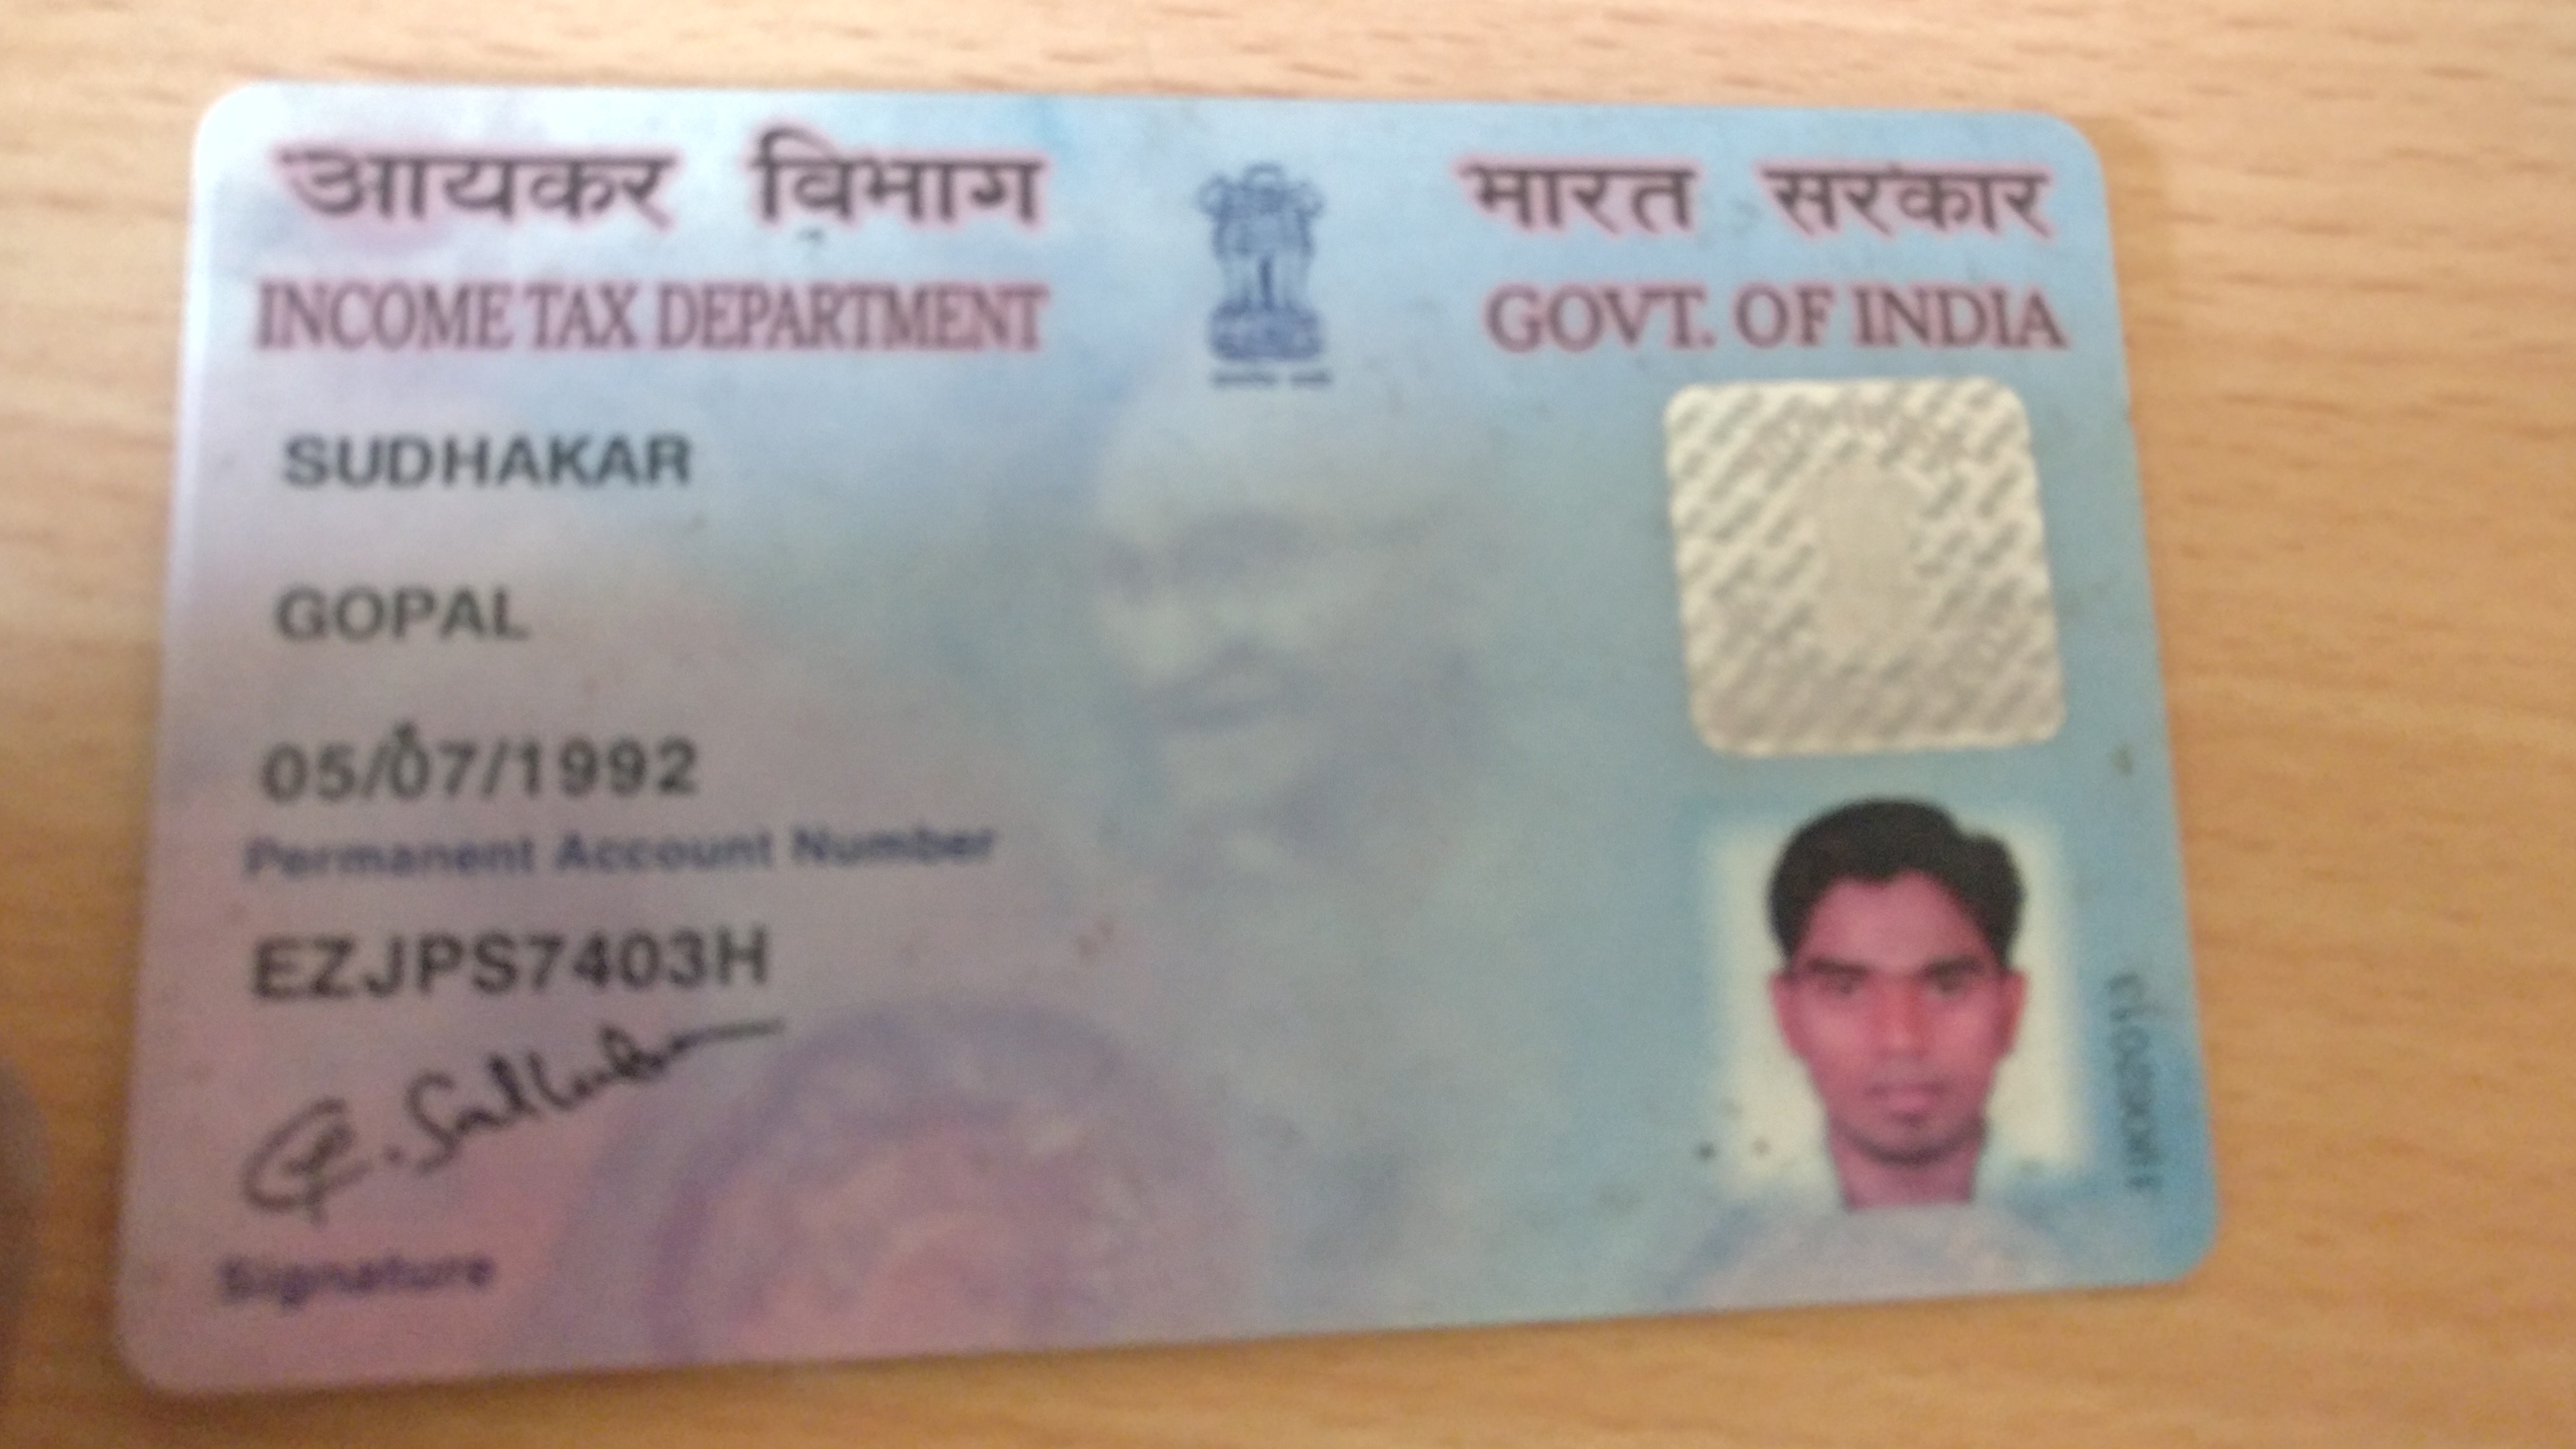 आयकर विभाग
भारत सरकार
INCOME TAX DEPARTMENT
GOVT. OF INDIA
SUDHAKAR
GOPAL
05/07/1992
Permanent Account Number
EZJPS7403H
G. Sudhakar
Signature